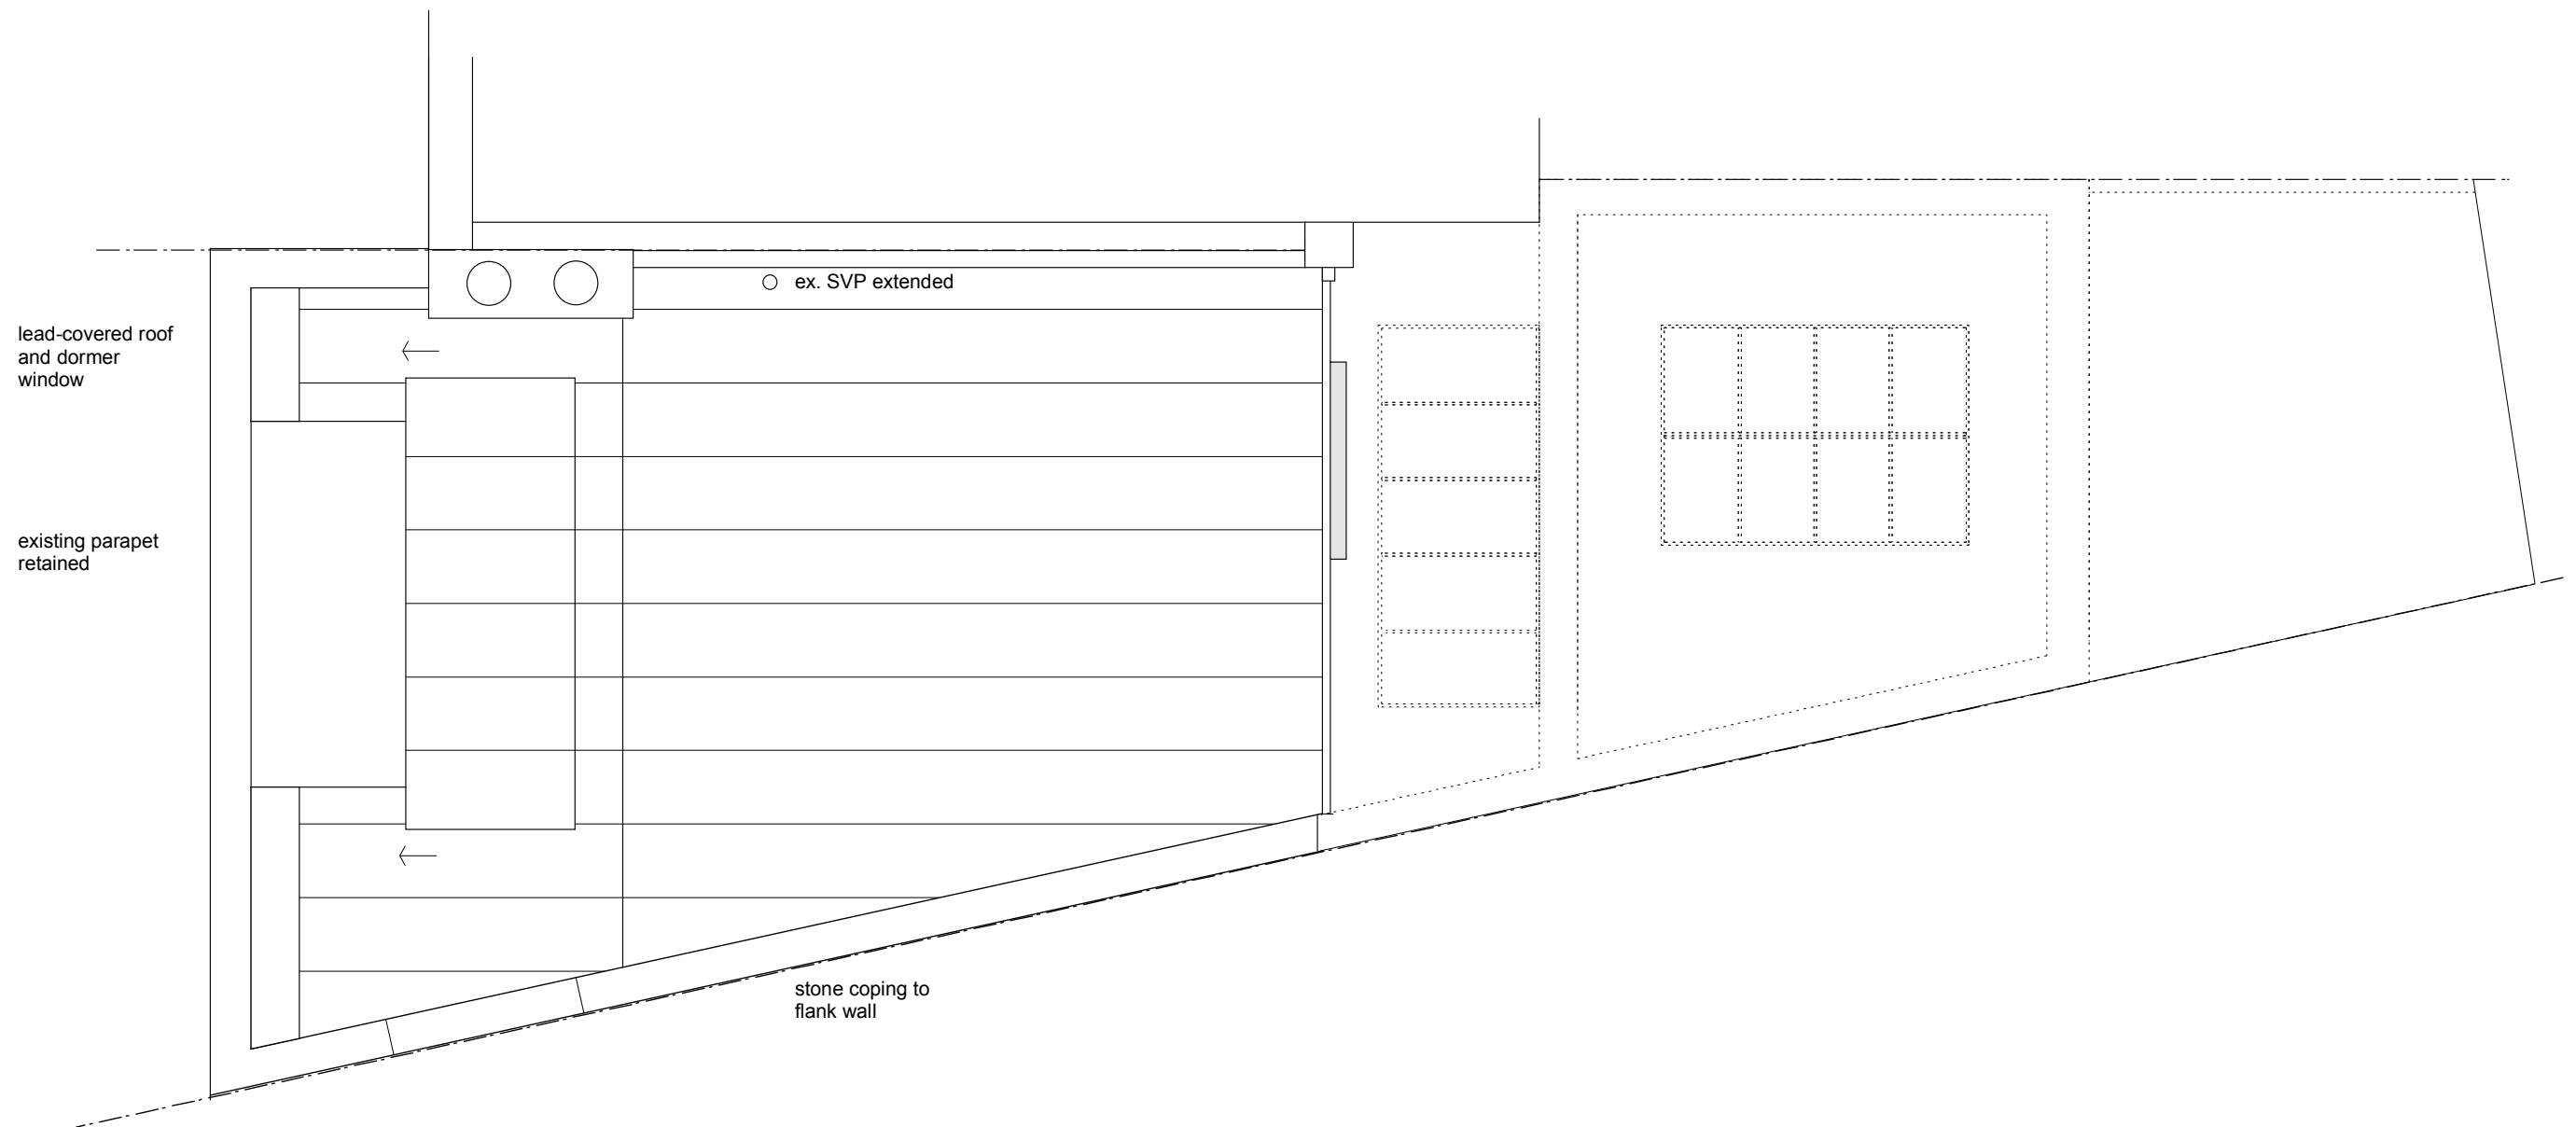 ex. SVP extended
lead-covered roof
and dormer
window
existing parapet
retained
stone coping to
flank wall